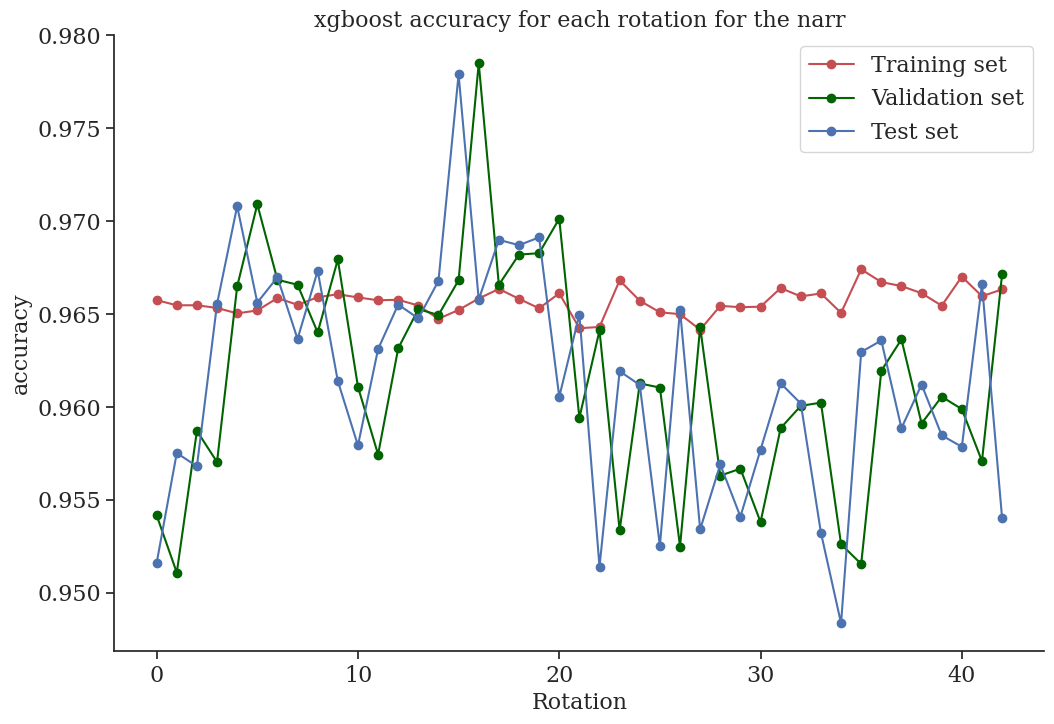 xgboost accuracy for each rotation for the narr
0.980
0.975
0.970
0.965
0.960
0.955
0.950
accuracy
Training set
Validation set
Test set
0
10
20
30
40
Rotation